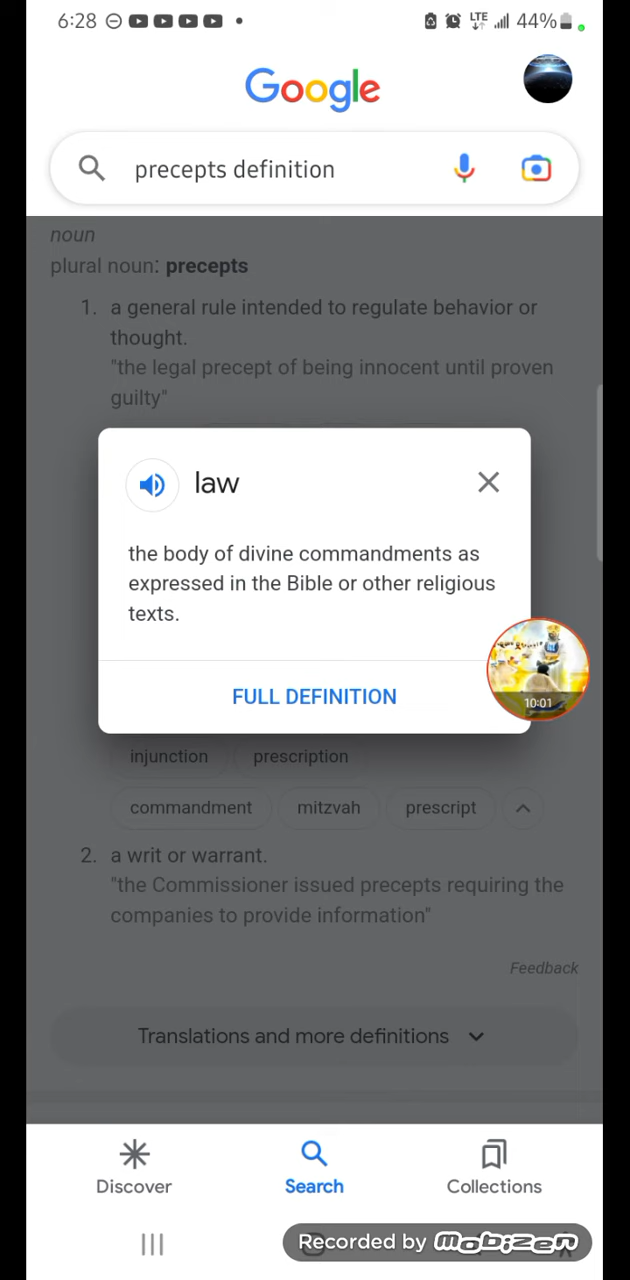 6:28
LTE
44%
Google
precepts definition
noun
plural noun: precepts
1. a general rule intended to regulate behavior or
thought.
"the legal precept of being innocent until proven
guilty"
law
the body of divine commandments as
expressed in the Bible or other religious
texts.
10:01
FULL DEFINITION
injunction prescription
commandment mitzvah prescript
2. a writ or warrant.
"the Commissioner issued precepts requiring the
companies to provide information"
Feedback
Translations and more definitions
Discover Search Collections
Recorded by mobizen